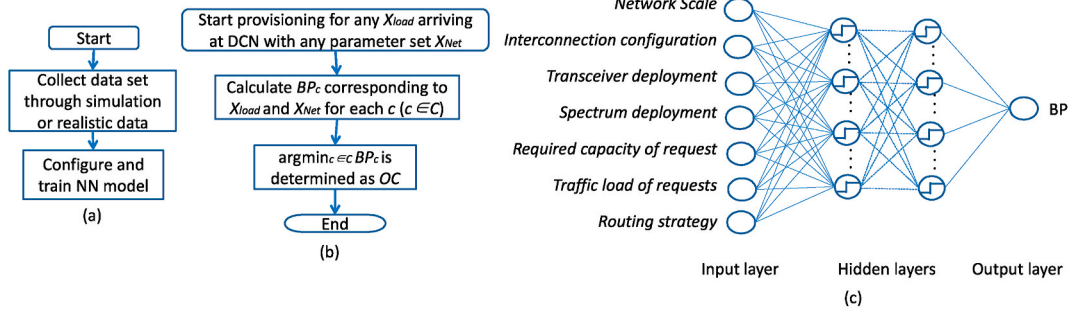 Start
Collect data set
through simulation
or realistic data
Configure and
train NN model
(a)
Start provisioning for any Xload arriving
at DCN with any parameter set XNet
Calculate BPc corresponding to
Xload and XNet for each c (c ∈C)
argminc∈c BPc is
determined as OC
End
(b)
Network Scale
Interconnection configuration
Transceiver deployment
Spectrum deployment
Required capacity of request
Traffic load of requests
Routing strategy
BP
Input layer
Hidden layers
Output layer
(c)